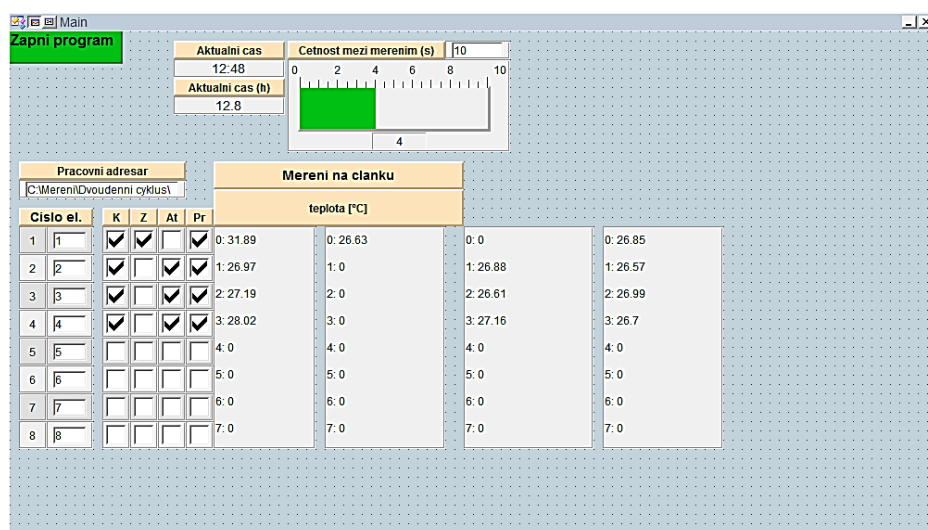 Main
Zapni program
Aktualni cas
12:48
Aktualni cas (h)
12.8
Cetnost mezi merenim (s) 10
0 2 4 6 8 10
4
Pracovni adresar
C:\Mereni\Dvoudenni cyklus\
Mereni na clanku
teplota [°C]
Cislo el. K Z At Pr
1 1 0: 31.89 0: 26.63 0: 0 0: 26.85
2 2 1: 26.97 1: 0 1: 26.88 1: 26.57
3 3 2: 27.19 2: 0 2: 26.61 2: 26.99
4 4 3: 28.02 3: 0 3: 27.16 3: 26.7
5 5 4: 0 4: 0 4: 0 4: 0
6 6 5: 0 5: 0 5: 0 5: 0
7 7 6: 0 6: 0 6: 0 6: 0
8 8 7: 0 7: 0 7: 0 7: 0